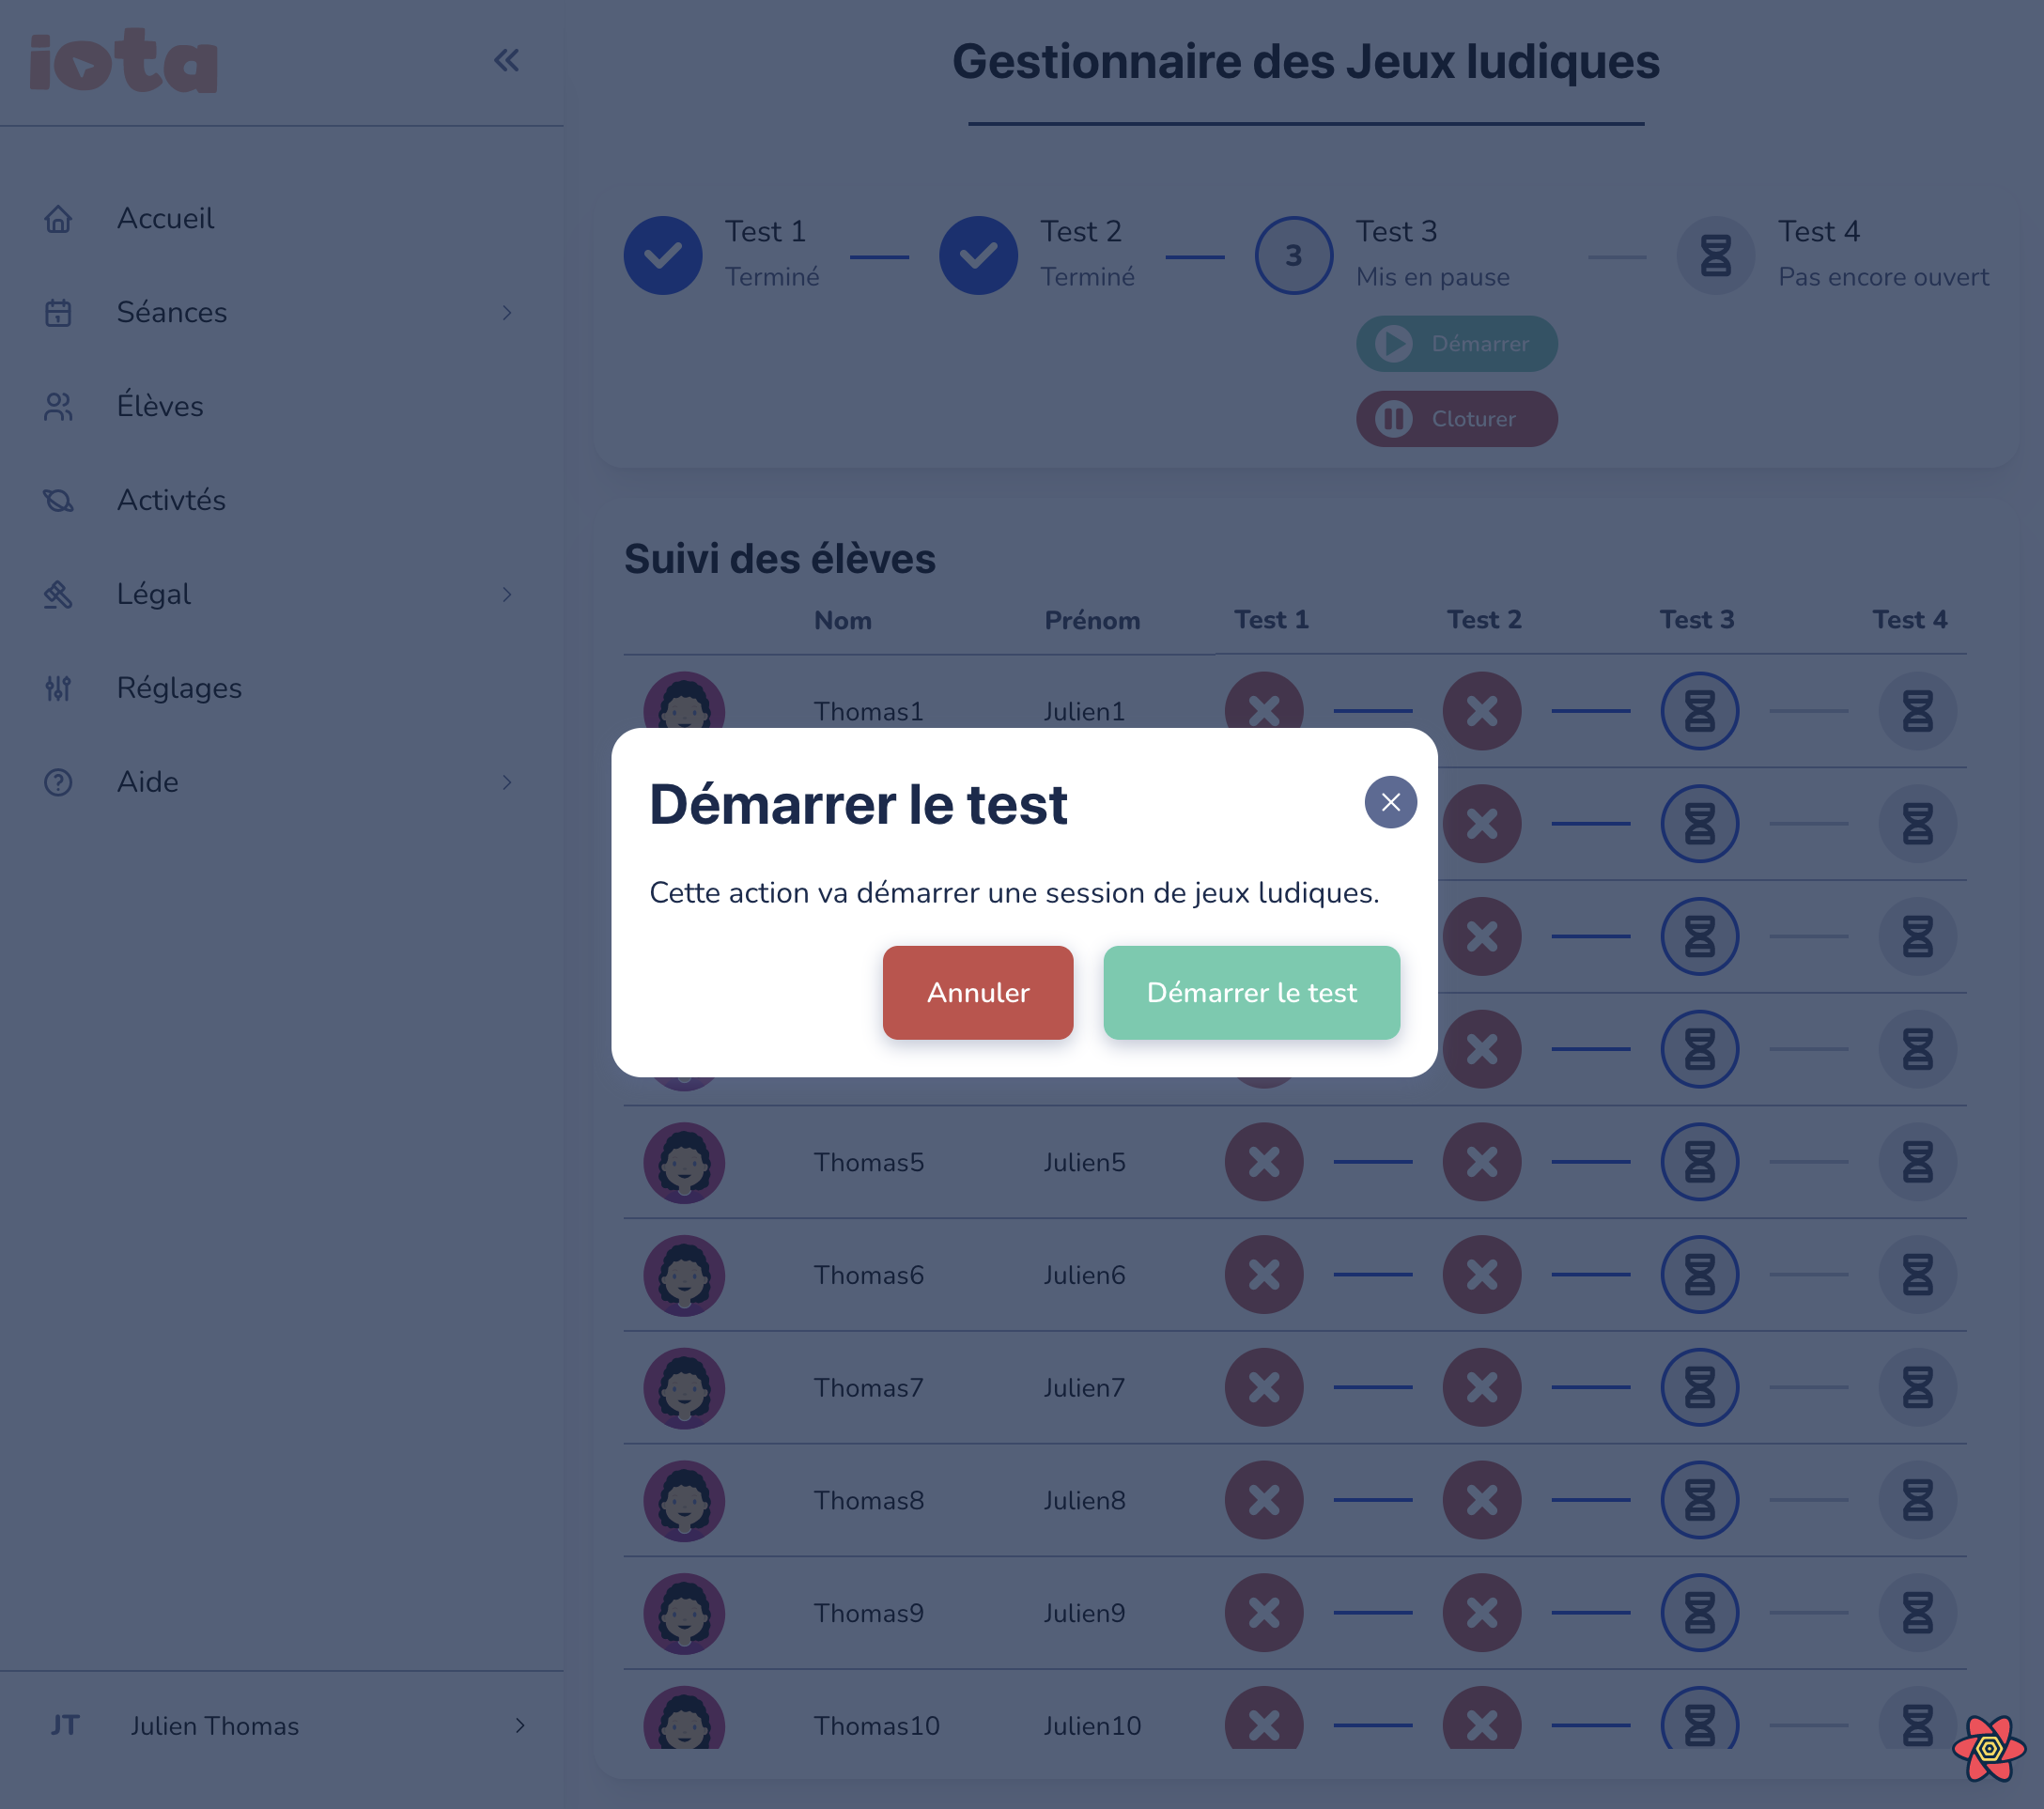 iota
Gestionnaire des Jeux ludiques
Accueil
Séances
Élèves
Activtés
Légal
Réglages
Aide
Test 1
Terminé
Test 2
Terminé
3
Test 3
Mis en pause
Démarrer
Cloturer
Test 4
Pas encore ouvert
Suivi des élèves
Nom Prénom Test 1 Test 2 Test 3 Test 4
Thomas1 Julien1
Démarrer le test
Cette action va démarrer une session de jeux ludiques.
Annuler Démarrer le test
Thomas5 Julien5
Thomas6 Julien6
Thomas7 Julien7
Thomas8 Julien8
Thomas9 Julien9
Thomas10 Julien10
JT Julien Thomas